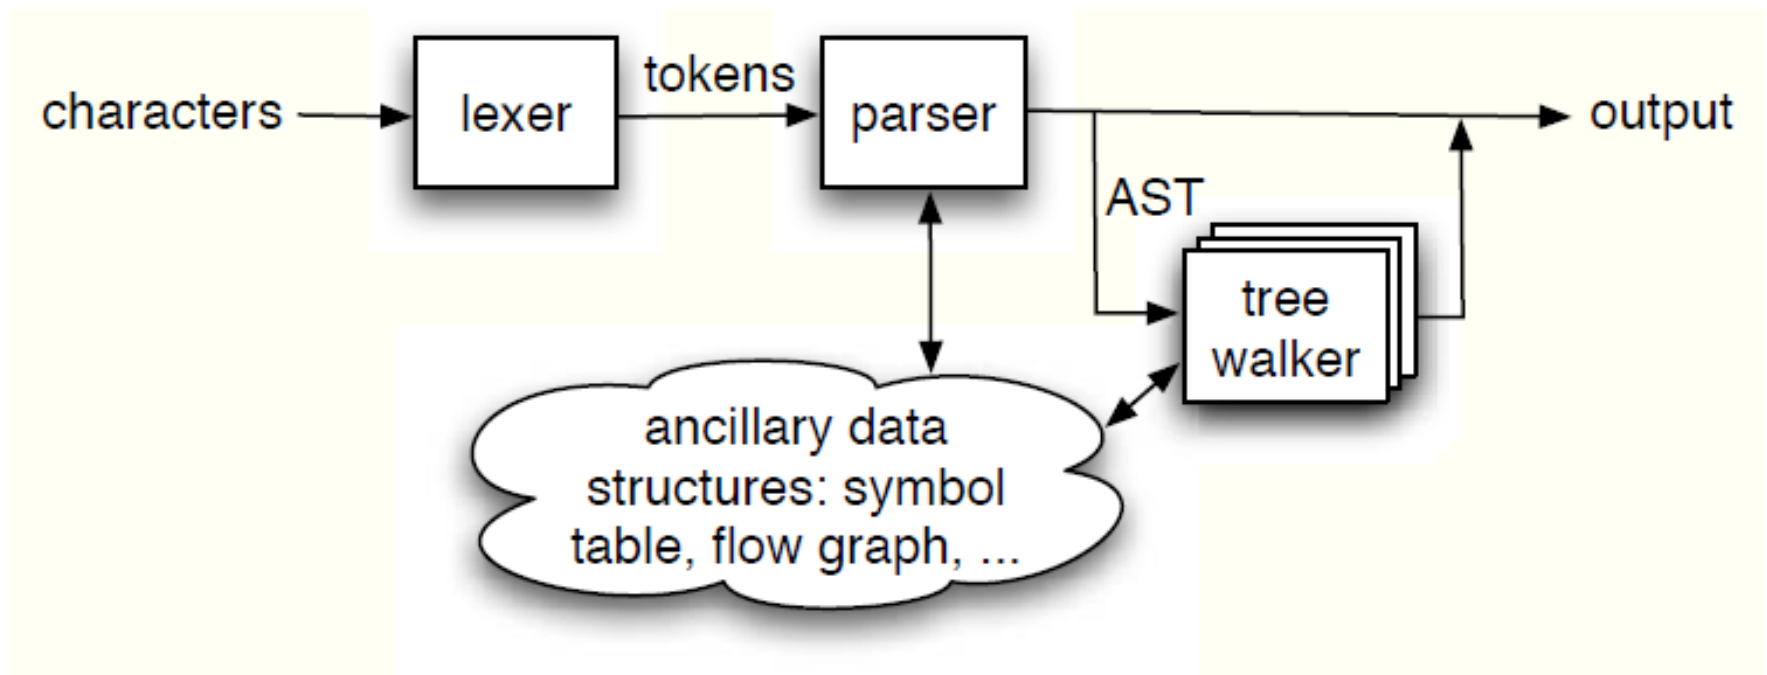 characters
lexer
tokens
parser
output
AST
tree
walker
ancillary data
structures: symbol
table, flow graph, ...